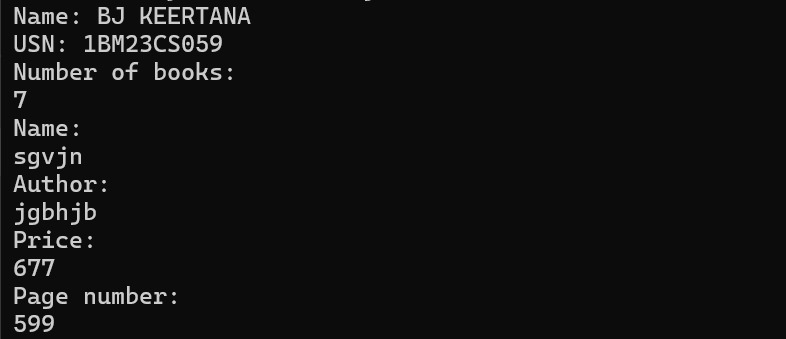 Name: BJ KEERTANA
USN: 1BM23CS059
Number of books:
7
Name:
sgvjn
Author:
jgbhjb
Price:
677
Page number:
599